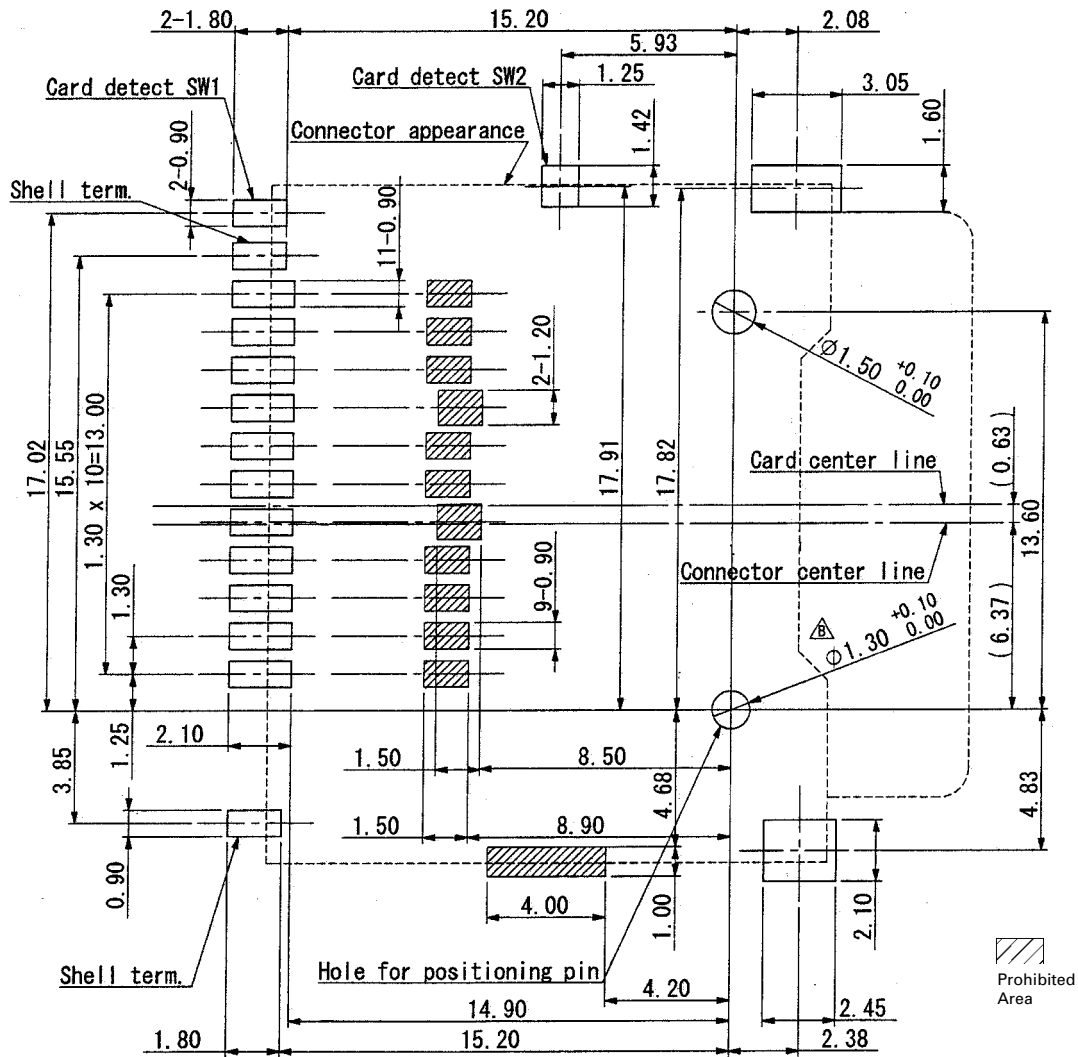 2-1.80
15.20
2.08
5.93
Card detect SW1
Card detect SW2
1.25
3.05
Connector appearance
1.42
1.60
2-0.90
Shell term.
11-0.90
2-1.20
Ø1.50 +0.10 0.00
17.02
15.55
1.30 x 10=13.00
17.91
17.82
Card center line
(0.63)
13.60
Connector center line
1.30
9-0.90
B
Ø1.30 +0.10 0.00
(6.37)
1.25
2.10
3.85
1.50
8.50
4.68
4.83
1.50
8.90
0.90
4.00
1.00
2.10
Shell term.
Hole for positioning pin
4.20
Prohibited
Area
14.90
2.45
1.80
15.20
2.38